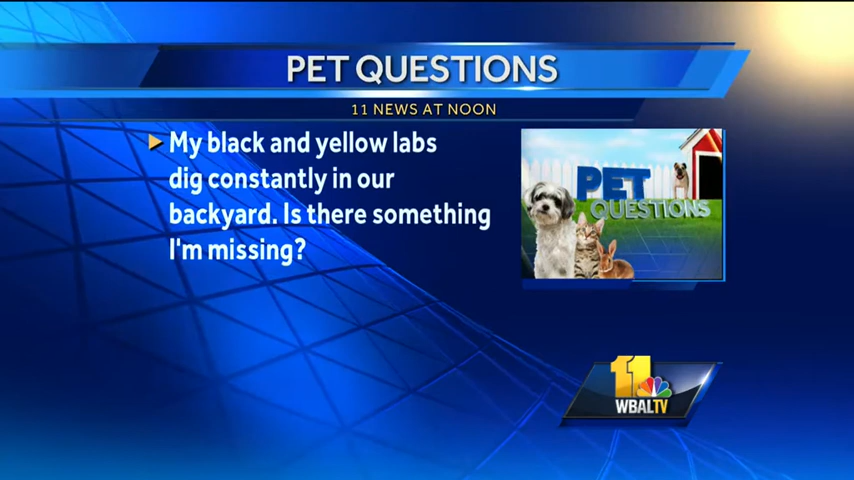 PET QUESTIONS
11 NEWS AT NOON
My black and yellow labs
dig constantly in our
backyard. Is there something
I'm missing?
PET
QUESTIONS
11
WBALTV